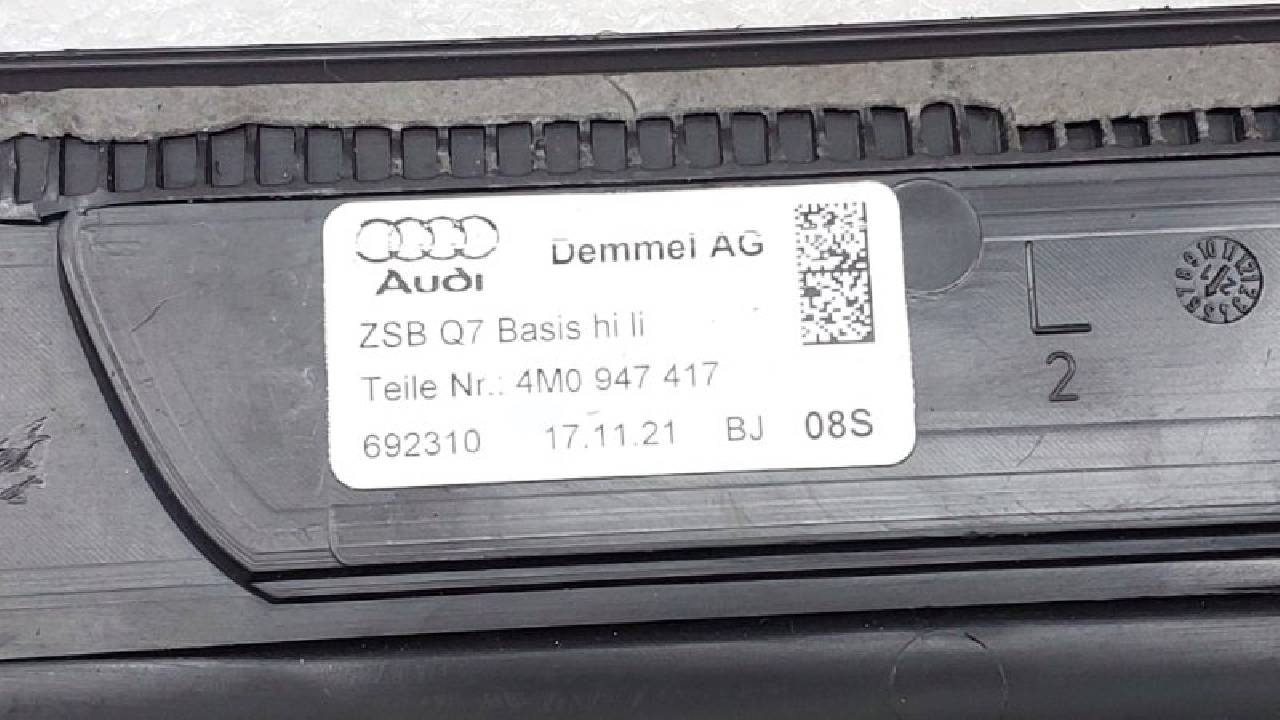 Audi
Demmel AG
ZSB Q7 Basis hi li
Teile Nr.: 4M0 947 417
692310 17.11.21 BJ 08S
L
2